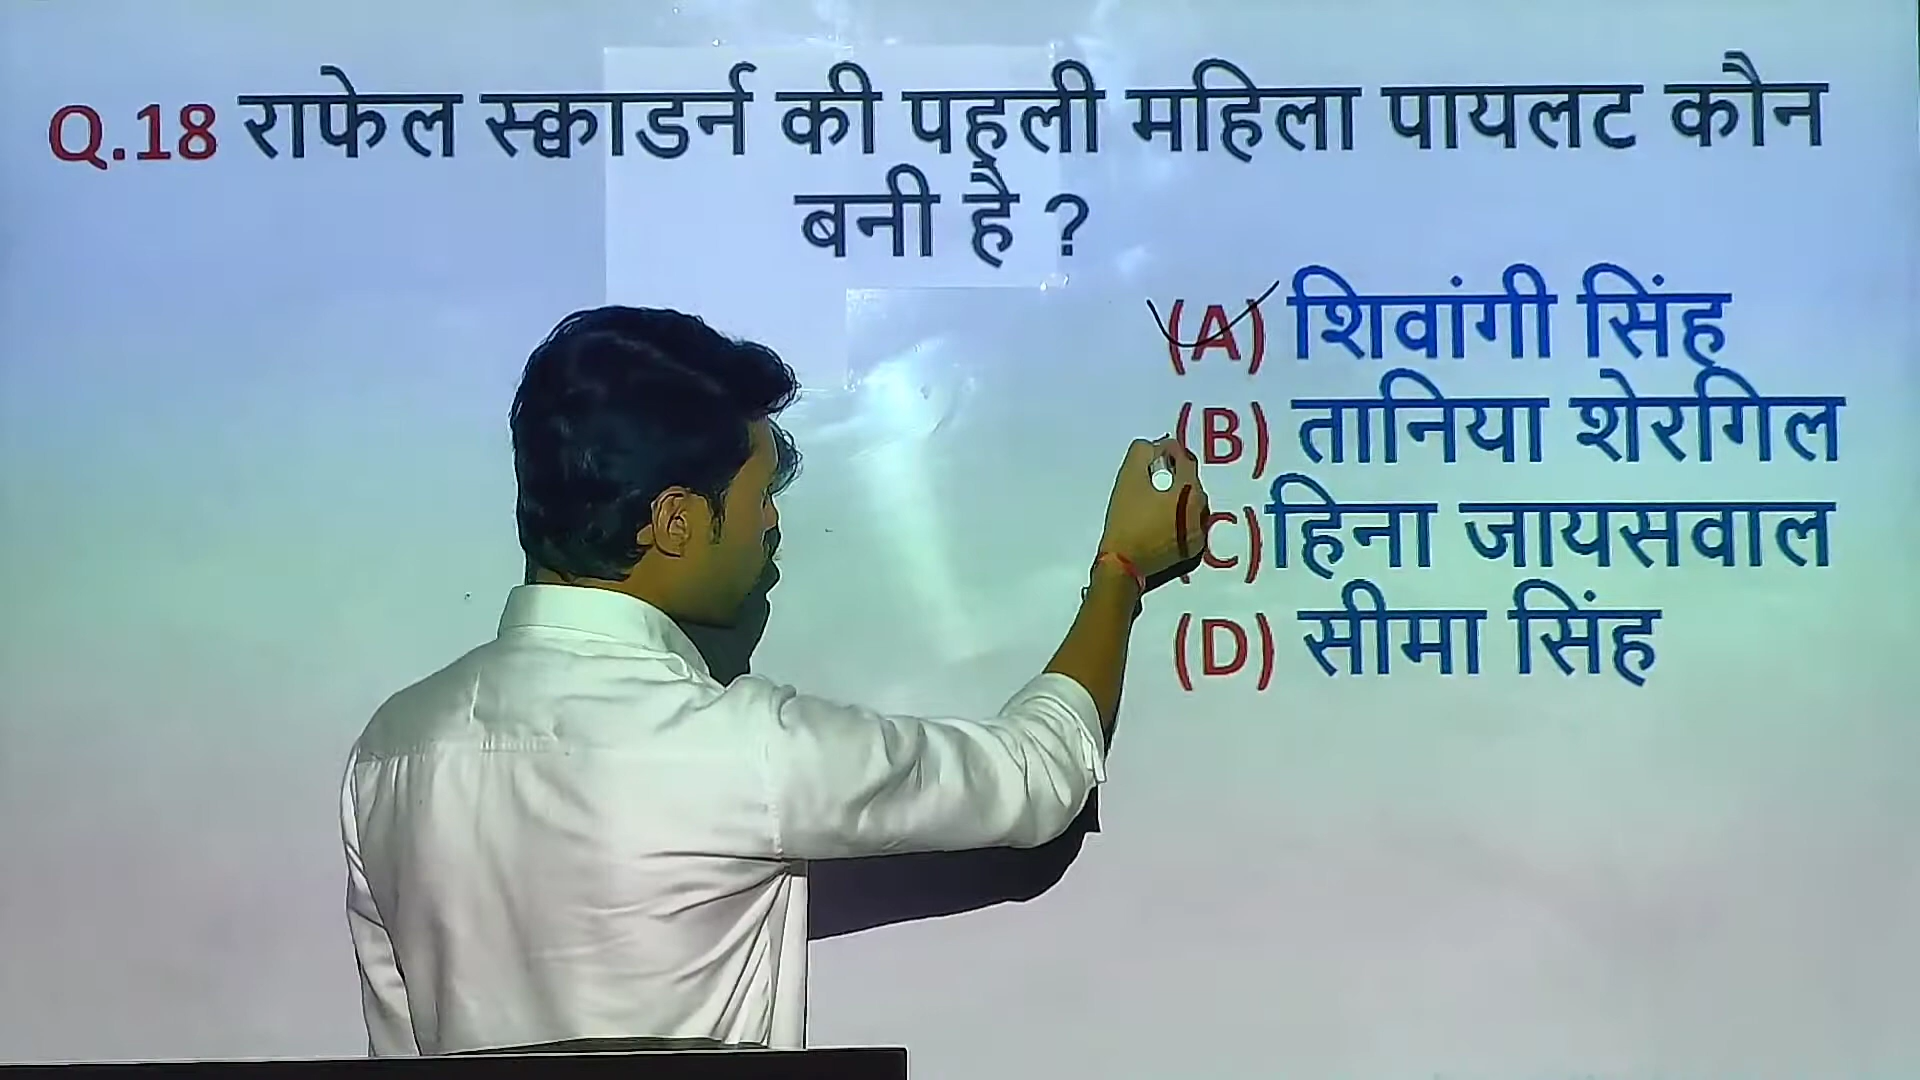 Q.18 राफेल स्क्वाडर्न की पहली महिला पायलट कौन
बनी है ?
(A) शिवांगी सिंह
(B) तानिया शेरगिल
(C) हिना जायसवाल
(D) सीमा सिंह